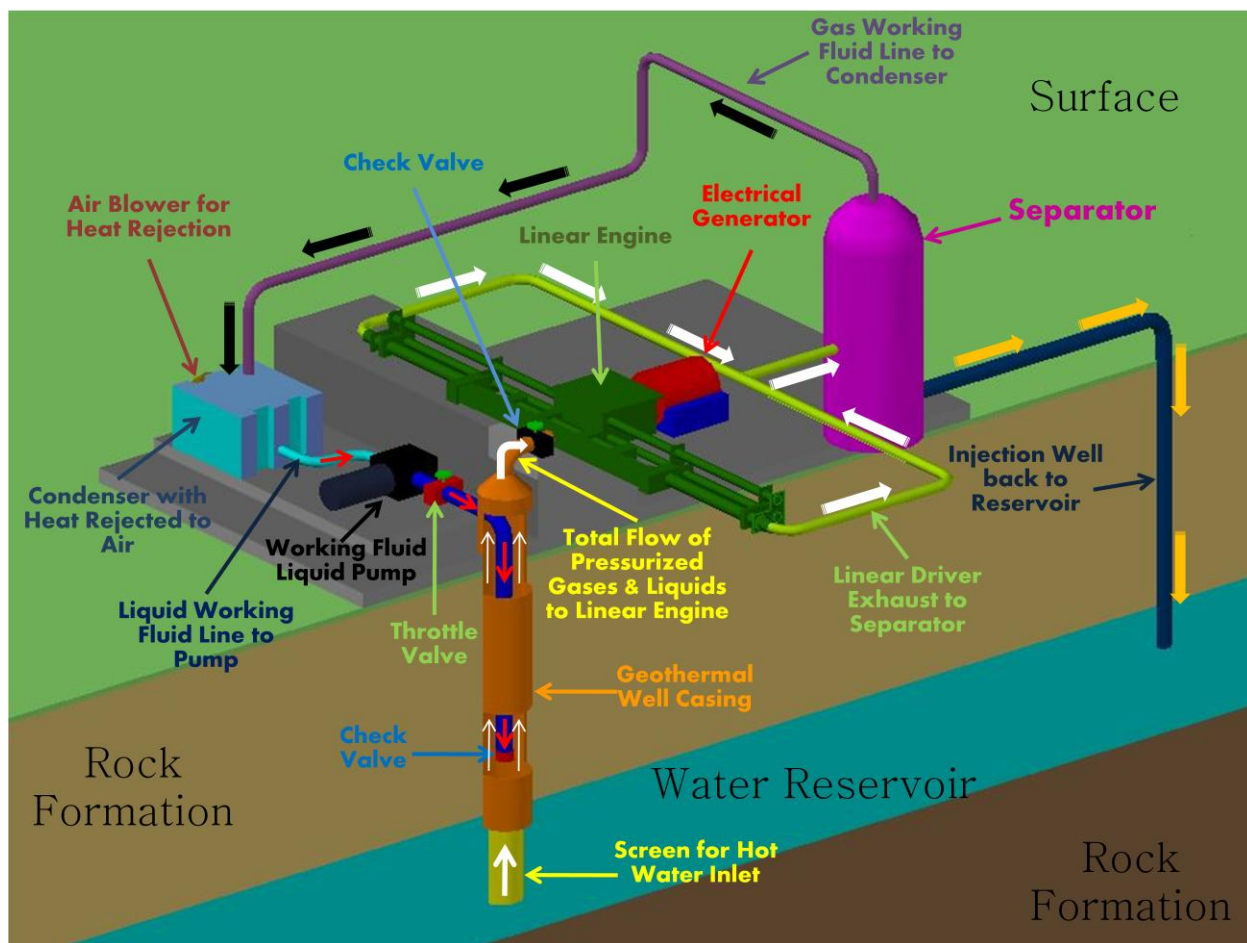 Gas Working
Fluid Line to
Condenser
Surface
Check Valve
Electrical
Generator
Air Blower for
Heat Rejection
Linear Engine
Separator
Condenser with
Heat Rejected to
Air
Working Fluid
Liquid Pump
Total Flow of
Pressurized
Gases & Liquids
to Linear Engine
Injection Well
back to
Reservoir
Liquid Working
Fluid Line to
Pump
Throttle
Valve
Linear Driver
Exhaust to
Separator
Geothermal
Well Casing
Check
Valve
Rock
Formation
Water Reservoir
Screen for Hot
Water Inlet
Rock
Formation